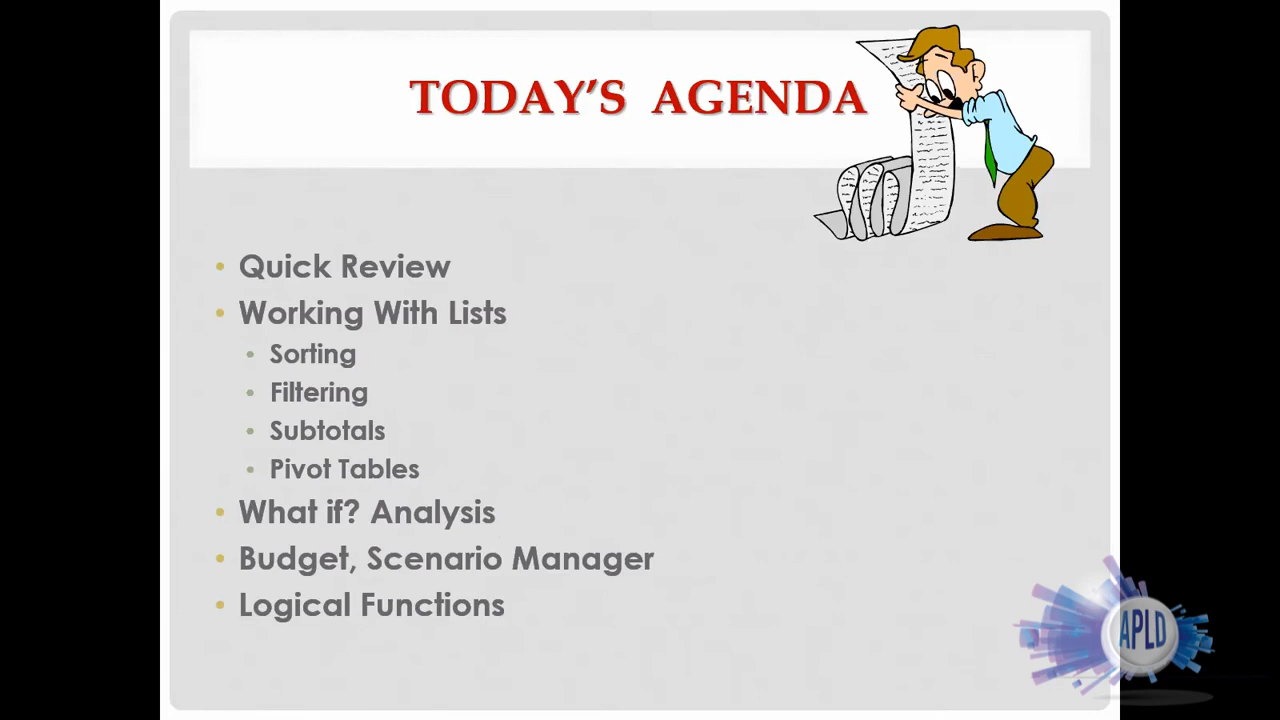 TODAY’S AGENDA
Quick Review
Working With Lists
Sorting
Filtering
Subtotals
Pivot Tables
What if? Analysis
Budget, Scenario Manager
Logical Functions
APLD